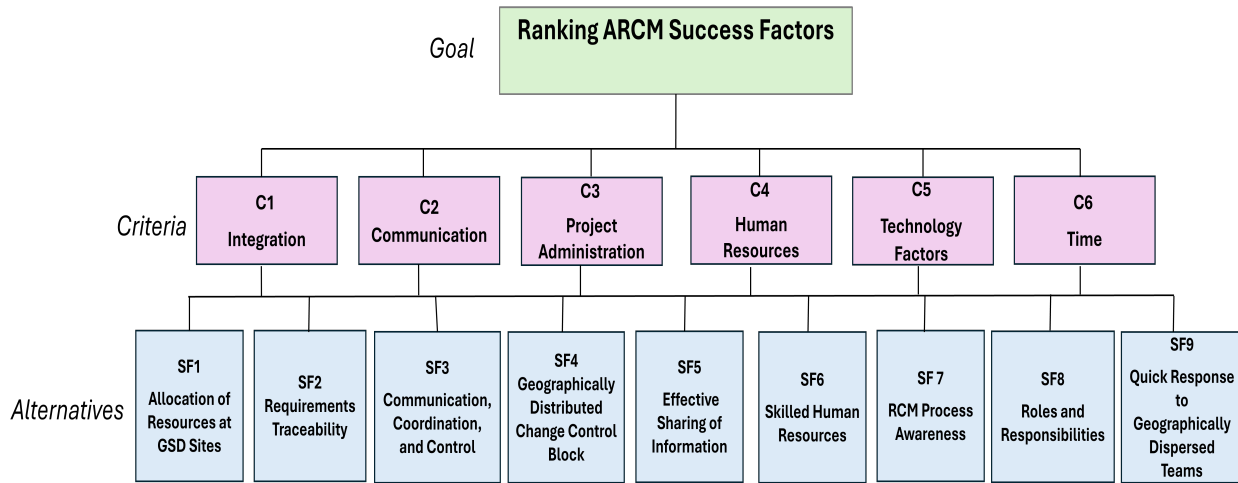 Ranking ARCM Success Factors
Goal
Criteria
C1
Integration
C2
Communication
C3
Project
Administration
C4
Human
Resources
C5
Technology
Factors
C6
Time
Alternatives
SF1
Allocation of
Resources at
GSD Sites
SF2
Requirements
Traceability
SF3
Communication,
Coordination,
and Control
SF4
Geographically
Distributed
Change Control
Block
SF5
Effective
Sharing of
Information
SF6
Skilled Human
Resources
SF 7
RCM Process
Awareness
SF8
Roles and
Responsibilities
SF9
Quick Response
to
Geographically
Dispersed
Teams